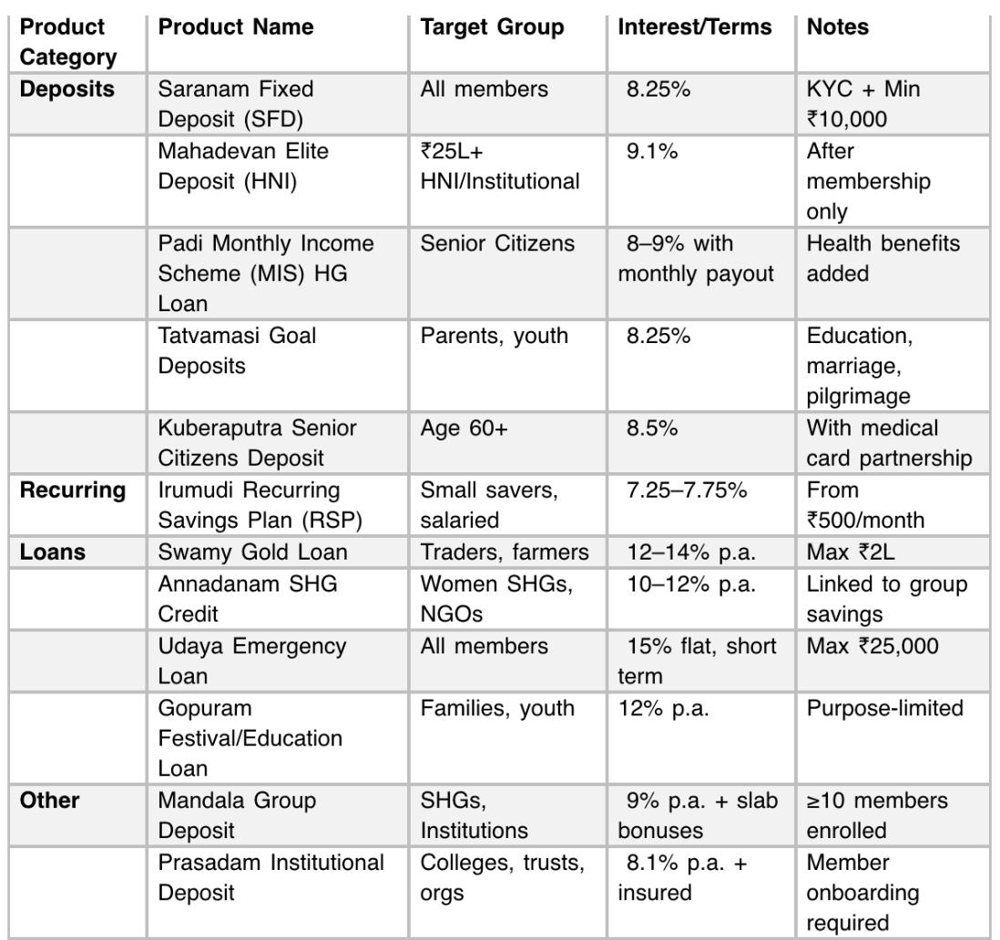 Product Category Product Name Target Group Interest/Terms Notes
Deposits Saranam Fixed Deposit (SFD) All members 8.25% KYC + Min ₹10,000
Mahadevan Elite Deposit (HNI) ₹25L+ HNI/Institutional 9.1% After membership only
Padi Monthly Income Scheme (MIS) HG Loan Senior Citizens 8–9% with monthly payout Health benefits added
Tatvamasi Goal Deposits Parents, youth 8.25% Education, marriage, pilgrimage
Kuberaputra Senior Citizens Deposit Age 60+ 8.5% With medical card partnership
Recurring Irumudi Recurring Savings Plan (RSP) Small savers, salaried 7.25–7.75% From ₹500/month
Loans Swamy Gold Loan Traders, farmers 12–14% p.a. Max ₹2L
Annadanam SHG Credit Women SHGs, NGOs 10–12% p.a. Linked to group savings
Udaya Emergency Loan All members 15% flat, short term Max ₹25,000
Gopuram Festival/Education Loan Families, youth 12% p.a. Purpose-limited
Other Mandala Group Deposit SHGs, Institutions 9% p.a. + slab bonuses ≥10 members enrolled
Prasadam Institutional Deposit Colleges, trusts, orgs 8.1% p.a. + insured Member onboarding required